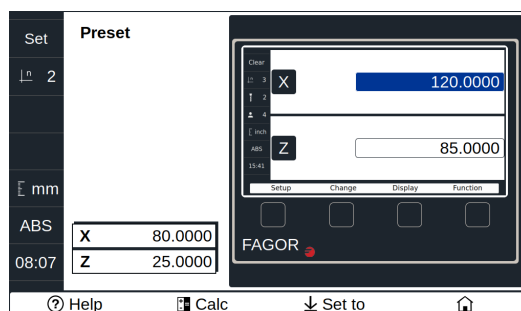 Set
Preset
n 2
mm
ABS
08:07
X 80.0000
Z 25.0000
Clear
n 3
2
4
inch
ABS
15:41
X 120.0000
Z 85.0000
Setup Change Display Function
FAGOR
? Help Calc Set to